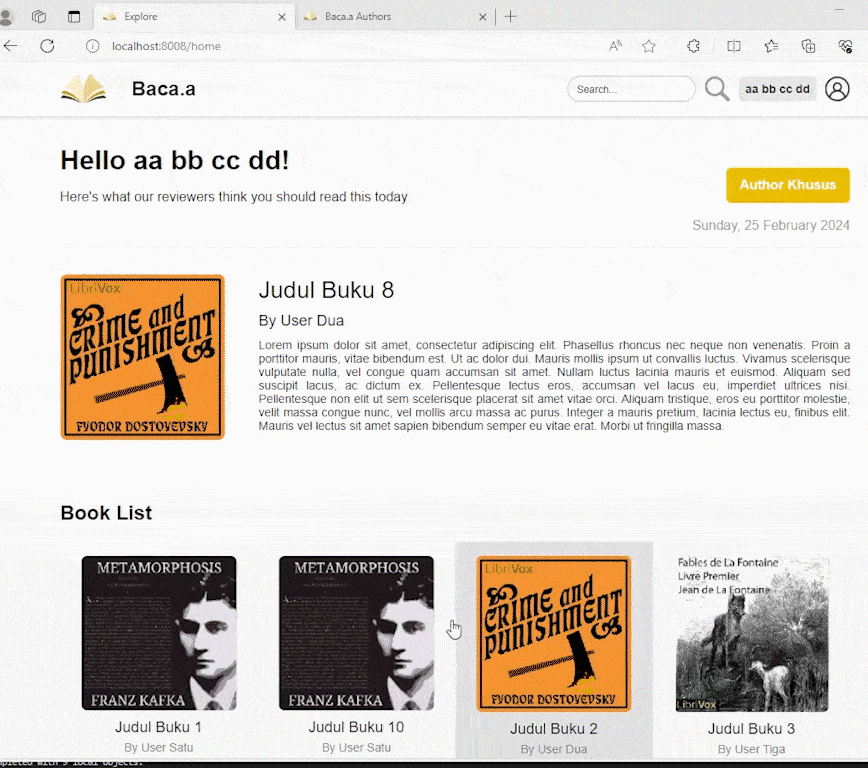 Explore
Baca.a Authors
localhost:8008/home
Baca.a
Search...
aa bb cc dd
Hello aa bb cc dd!
Here's what our reviewers think you should read this today
Author Khusus
Sunday, 25 February 2024
LibriVox
CRIME and
PUNISHMENT
FYODOR DOSTOYEVSKY
Judul Buku 8
By User Dua
Lorem ipsum dolor sit amet, consectetur adipiscing elit. Phasellus rhoncus nec neque non venenatis. Proin a
porttitor mauris, vitae bibendum est. Ut ac dolor dui. Mauris mollis ipsum ut convallis luctus. Vivamus scelerisque
vulputate nulla, vel congue quam accumsan sit amet. Nullam luctus lacinia mauris et euismod. Aliquam sed
suscipit lacus, ac dictum ex. Pellentesque lectus eros, accumsan vel lacus eu, imperdiet ultrices nisi.
Pellentesque non elit ut sem scelerisque placerat sit amet vitae orci. Aliquam tristique, eros eu porttitor molestie,
velit massa congue nunc, vel mollis arcu massa ac purus. Integer a mauris pretium, lacinia lectus eu, finibus elit.
Mauris vel lectus sit amet sapien bibendum semper eu vitae erat. Morbi ut fringilla massa.
Book List
METAMORPHOSIS
FRANZ KAFKA
Judul Buku 1
By User Satu
METAMORPHOSIS
FRANZ KAFKA
Judul Buku 10
By User Satu
LibriVox
CRIME and
PUNISHMENT
FYODOR DOSTOYEVSKY
Judul Buku 2
By User Dua
Fables de La Fontaine
Livre Premier
Jean de La Fontaine
LibriVox
Judul Buku 3
By User Tiga
mpleted with 9 local objects.